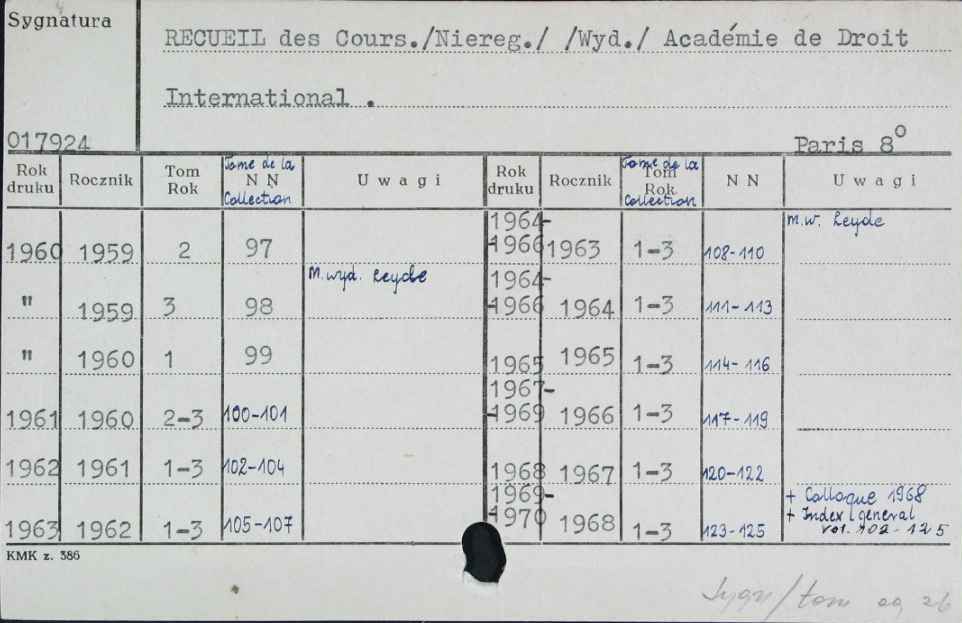 Sygnatura
RECUEIL des Cours./Niereg./ /Wyd./ Académie de Droit
International .
017924
Paris 8°
Rok druku Rocznik Tom Rok Tome de la NN Collection Uwagi Rok druku Rocznik Tome de la Tom Rok Collection NN Uwagi
1960 1959 2 97 1964-1966 1963 1-3 108-110 M.w. Leyde
" 1959 3 98 M.wyd. Leyde 1964-1966 1964 1-3 111-113
" 1960 1 99 1965 1965 1-3 114-116
1961 1960 2-3 100-101 1967-1969 1966 1-3 117-119
1962 1961 1-3 102-104 1968 1967 1-3 120-122
1963 1962 1-3 105-107 1969-1970 1968 1-3 123-125 + Colloque 1968
+ Index general
vol. 102-125
KMK z. 386
Sygn/tom